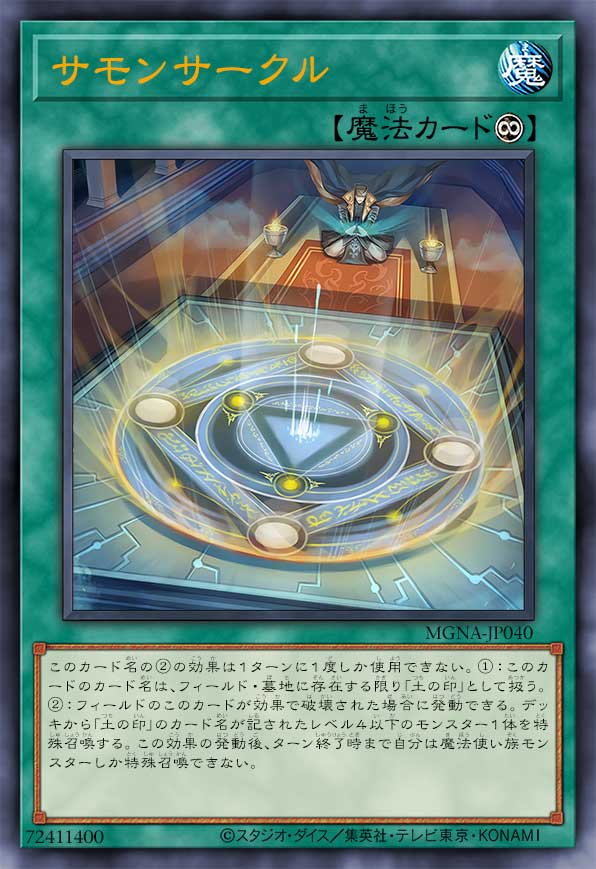 サモンサークル
魔
【魔法カード∞】
MGNA-JP040
このカード名の②の効果は1ターンに1度しか使用できない。①：このカ
ードのカード名は、フィールド・墓地に存在する限り「土の印」として扱う。
②：フィールドのこのカードが効果で破壊された場合に発動できる。デッ
キから「土の印」のカード名が記されたレベル4以下のモンスター1体を特
殊召喚する。この効果の発動後、ターン終了時まで自分は魔法使い族モン
スターしか特殊召喚できない。
72411400
©スタジオ・ダイス／集英社・テレビ東京・KONAMI